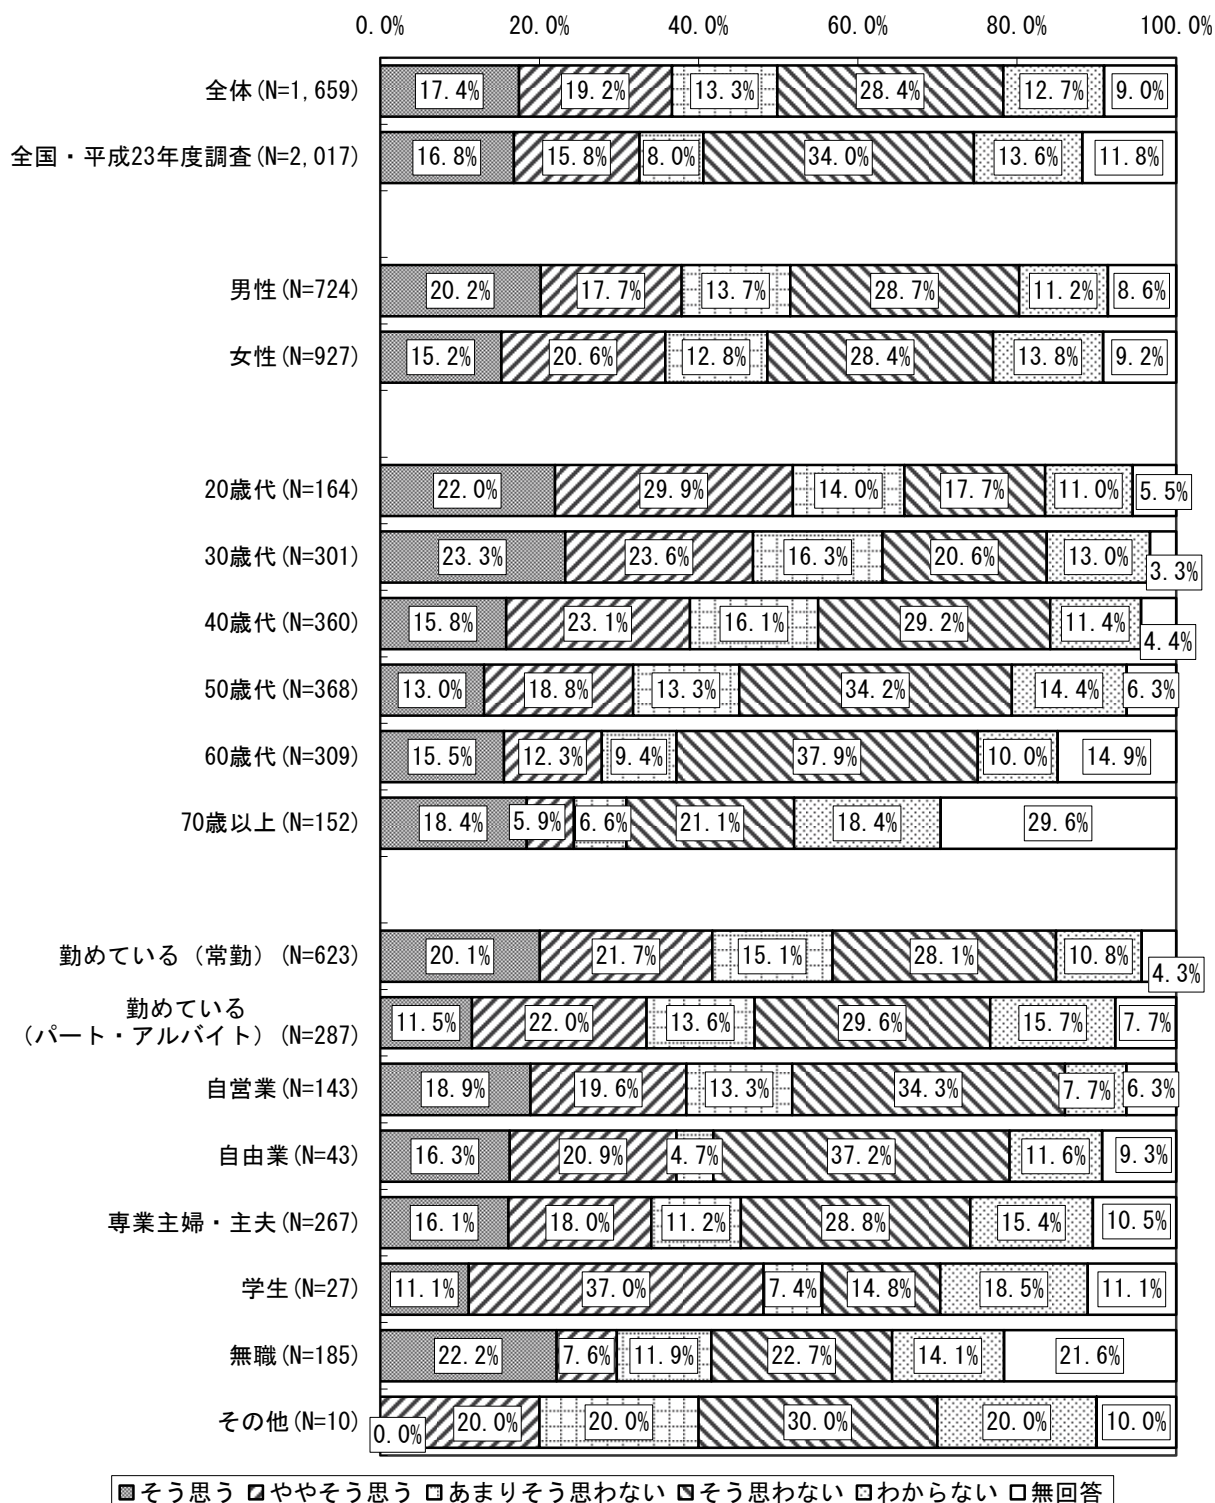 0.0% 20.0% 40.0% 60.0% 80.0% 100.0%
全体(N=1,659) 17.4% 19.2% 13.3% 28.4% 12.7% 9.0%
全国・平成23年度調査(N=2,017) 16.8% 15.8% 8.0% 34.0% 13.6% 11.8%
男性(N=724) 20.2% 17.7% 13.7% 28.7% 11.2% 8.6%
女性(N=927) 15.2% 20.6% 12.8% 28.4% 13.8% 9.2%
20歳代(N=164) 22.0% 29.9% 14.0% 17.7% 11.0% 5.5%
30歳代(N=301) 23.3% 23.6% 16.3% 20.6% 13.0% 3.3%
40歳代(N=360) 15.8% 23.1% 16.1% 29.2% 11.4% 4.4%
50歳代(N=368) 13.0% 18.8% 13.3% 34.2% 14.4% 6.3%
60歳代(N=309) 15.5% 12.3% 9.4% 37.9% 10.0% 14.9%
70歳以上(N=152) 18.4% 5.9% 6.6% 21.1% 18.4% 29.6%
勤めている（常勤）(N=623) 20.1% 21.7% 15.1% 28.1% 10.8% 4.3%
勤めている
（パート・アルバイト）(N=287) 11.5% 22.0% 13.6% 29.6% 15.7% 7.7%
自営業(N=143) 18.9% 19.6% 13.3% 34.3% 7.7% 6.3%
自由業(N=43) 16.3% 20.9% 4.7% 37.2% 11.6% 9.3%
専業主婦・主夫(N=267) 16.1% 18.0% 11.2% 28.8% 15.4% 10.5%
学生(N=27) 11.1% 37.0% 7.4% 14.8% 18.5% 11.1%
無職(N=185) 22.2% 7.6% 11.9% 22.7% 14.1% 21.6%
その他(N=10) 0.0% 20.0% 20.0% 30.0% 20.0% 10.0%
そう思う ややそう思う あまりそう思わない そう思わない わからない 無回答